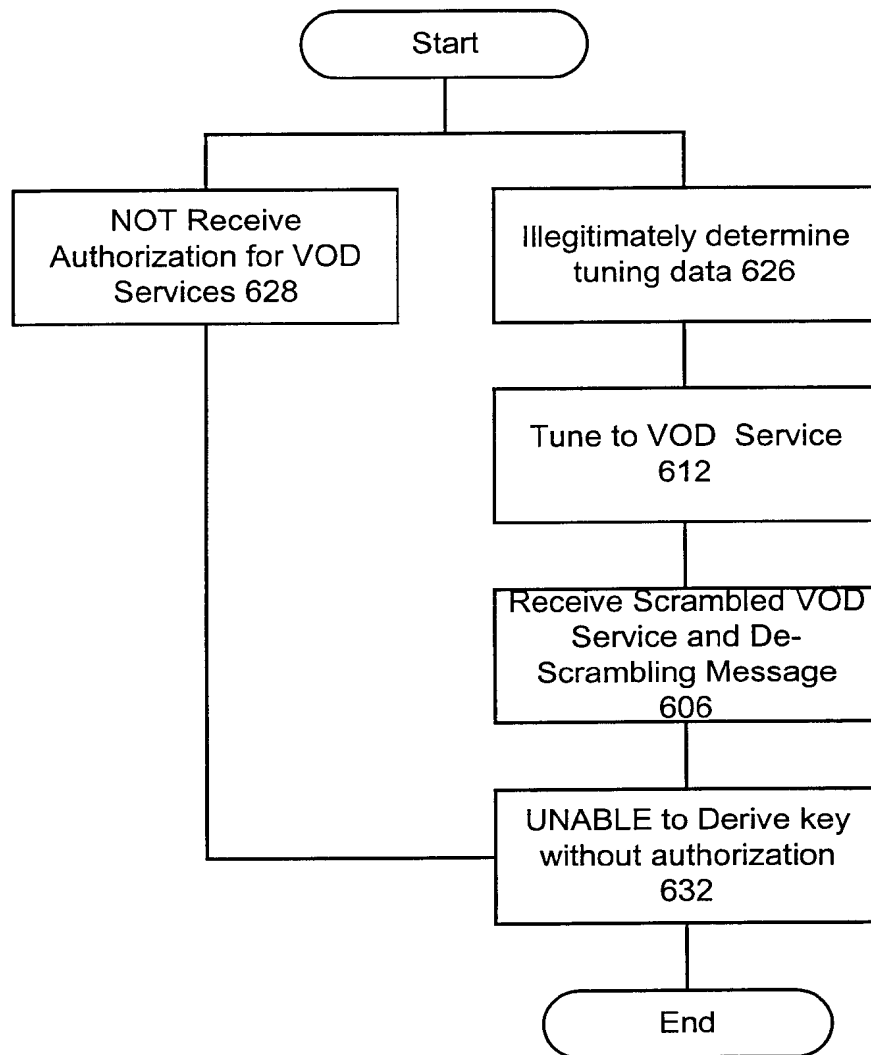 Start
NOT Receive
Authorization for VOD
Services 628
Illegitimately determine
tuning data 626
Tune to VOD Service
612
Receive Scrambled VOD
Service and De-
Scrambling Message
606
UNABLE to Derive key
without authorization
632
End